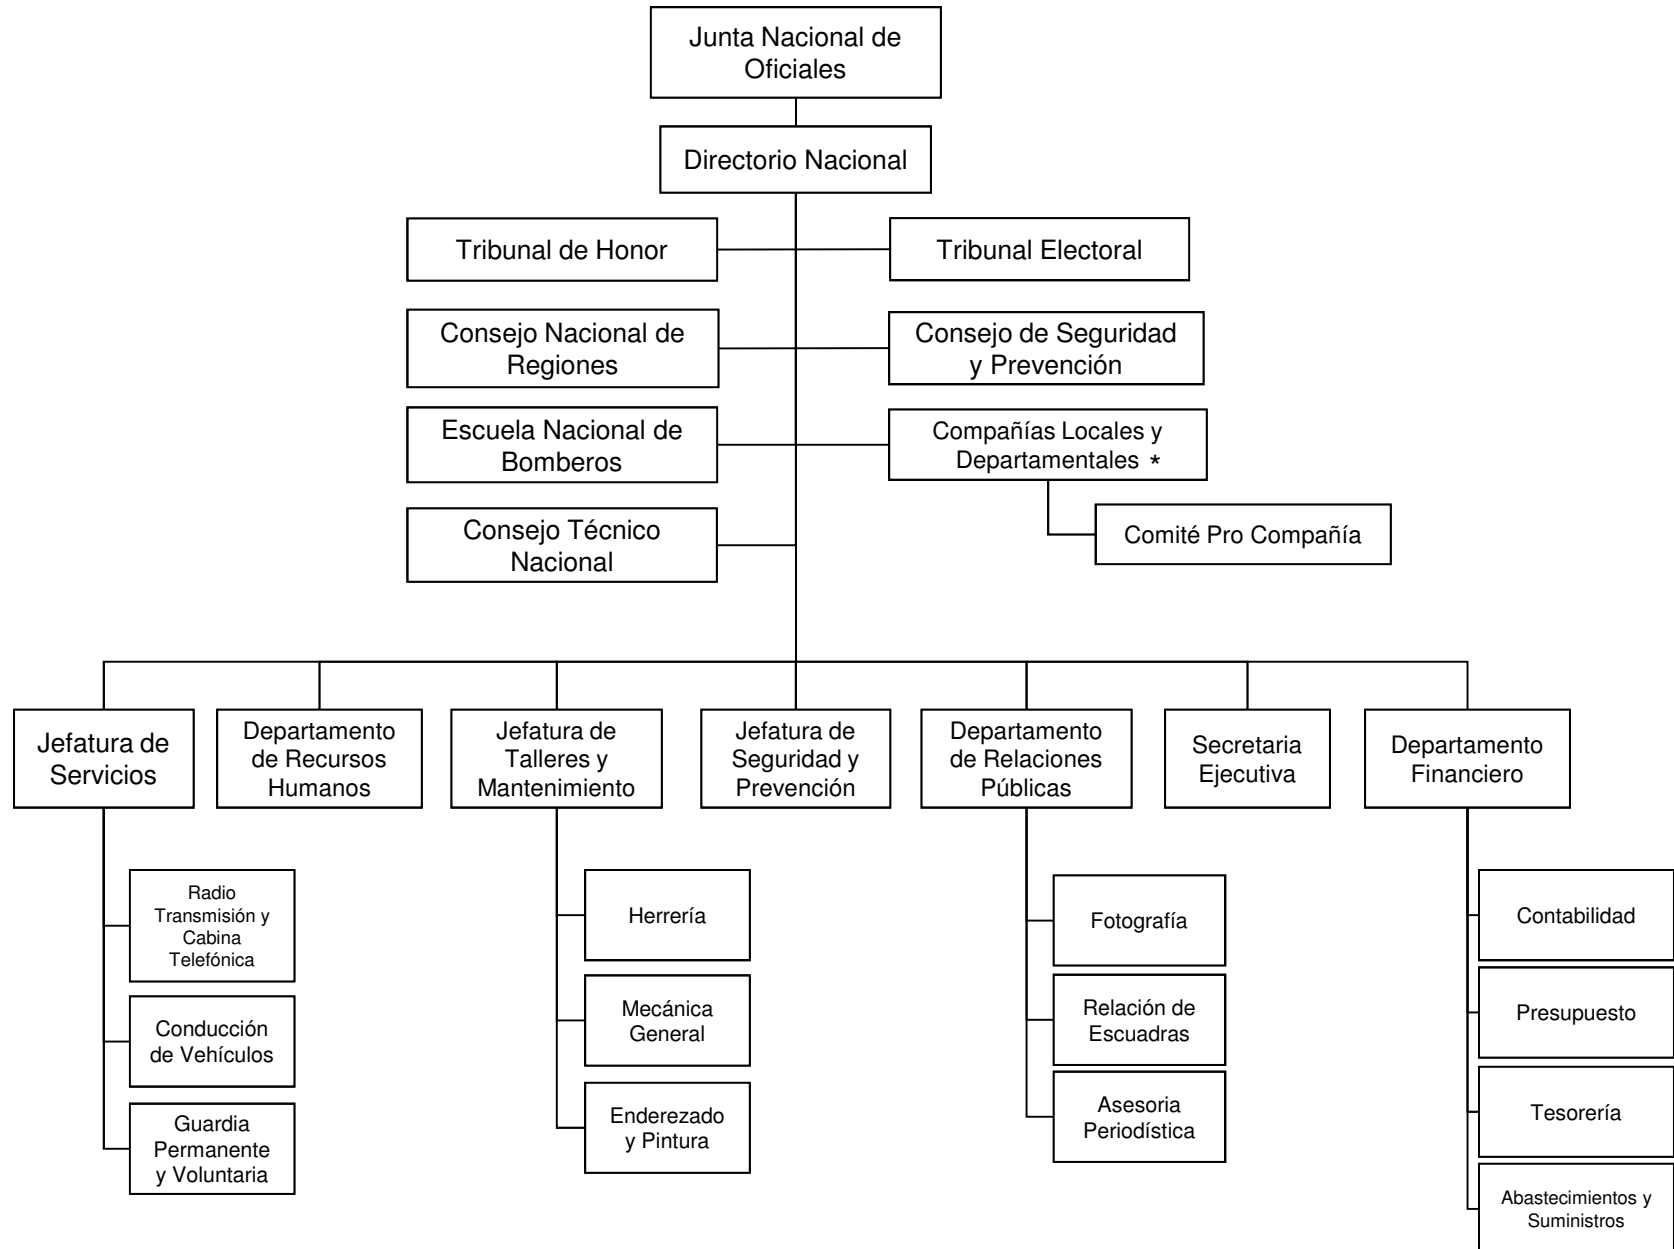 Junta Nacional de
Oficiales
Directorio Nacional
Tribunal de Honor
Tribunal Electoral
Consejo Nacional de
Regiones
Consejo de Seguridad
y Prevención
Escuela Nacional de
Bomberos
Compañías Locales y
Departamentales *
Consejo Técnico
Nacional
Comité Pro Compañía
Jefatura de
Servicios
Departamento
de Recursos
Humanos
Jefatura de
Talleres y
Mantenimiento
Jefatura de
Seguridad y
Prevención
Departamento
de Relaciones
Públicas
Secretaria
Ejecutiva
Departamento
Financiero
Radio
Transmisión y
Cabina
Telefónica
Conducción
de Vehículos
Guardia
Permanente
y Voluntaria
Herrería
Mecánica
General
Enderezado
y Pintura
Fotografía
Relación de
Escuadras
Asesoria
Periodística
Contabilidad
Presupuesto
Tesorería
Abastecimientos y
Suministros